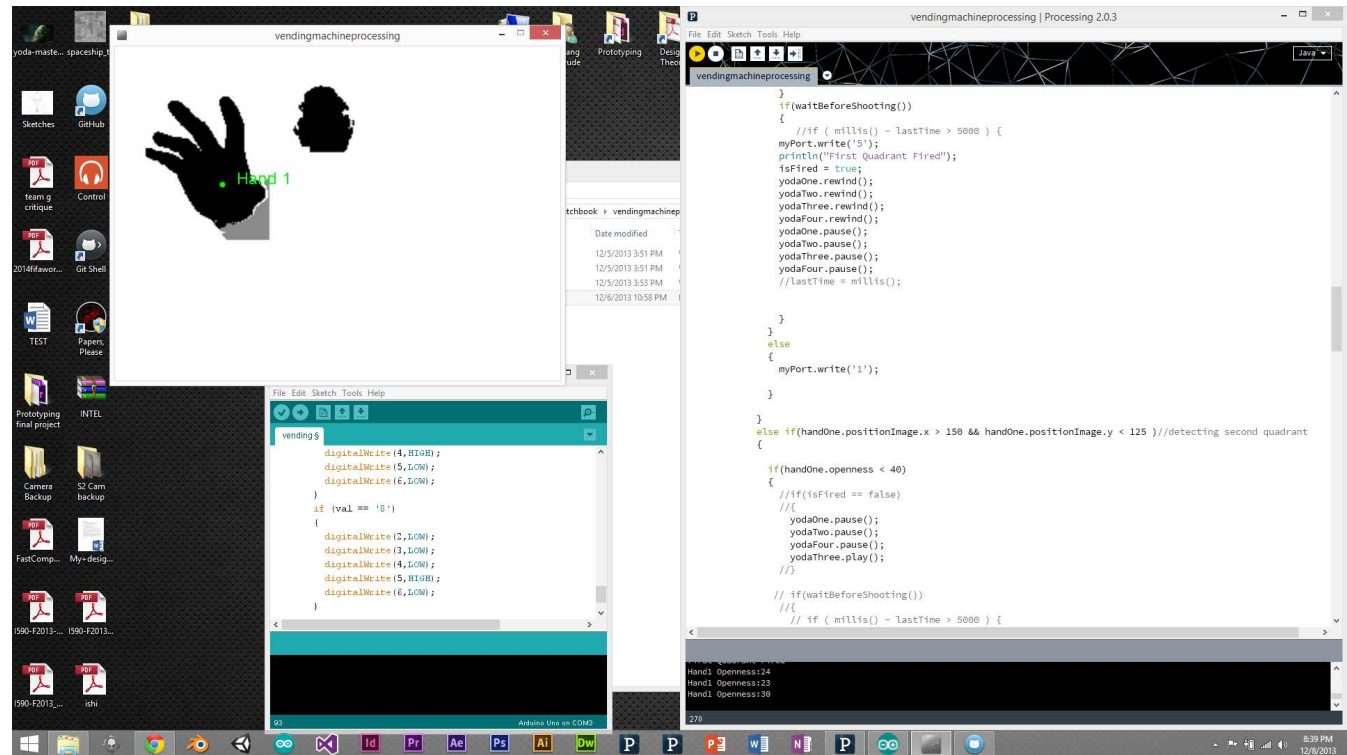 yoda-maste...
spaceship_t
Sketches
GitHub
team g
critique
Control
2014fifawor...
Git Shell
TEST
Papers,
Please
Prototyping
final project
INTEL
Camera
Backup
S2 Cam
backup
FastComp...
My+desig...
I590-F2013-...
I590-F2013...
I590-F2013_...
ishi
Prototyping
vendingmachineprocessing
Hand 1
tchbook › vendingmachinep
Date modified
12/5/2013 3:51 PM
12/5/2013 3:51 PM
12/5/2013 3:53 PM
12/6/2013 10:58 PM
File Edit Sketch Tools Help
vending §
digitalWrite(4,HIGH);
digitalWrite(5,LOW);
digitalWrite(6,LOW);
}
if (val == '8')
{
digitalWrite(2,LOW);
digitalWrite(3,LOW);
digitalWrite(4,LOW);
digitalWrite(5,HIGH);
digitalWrite(6,LOW);
}
93
Arduino Uno on COM3
vendingmachineprocessing | Processing 2.0.3
File Edit Sketch Tools Help
Java
vendingmachineprocessing
}
if(waitBeforeShooting())
{
//if ( millis() - lastTime > 5000 ) {
myPort.write('5');
println("First Quadrant Fired");
isFired = true;
yodaOne.rewind();
yodaTwo.rewind();
yodaThree.rewind();
yodaFour.rewind();
yodaOne.pause();
yodaTwo.pause();
yodaThree.pause();
yodaFour.pause();
//lastTime = millis();
}
}
else
{
myPort.write('1');
}
}
else if(handOne.positionImage.x > 150 && handOne.positionImage.y < 125 )//detecting second quadrant
{
if(handOne.openness < 40)
{
//if(isFired == false)
//{
yodaOne.pause();
yodaTwo.pause();
yodaFour.pause();
yodaThree.play();
//}
// if(waitBeforeShooting())
//{
// if ( millis() - lastTime > 5000 ) {
Hand1 Openness:24
Hand1 Openness:23
Hand1 Openness:30
270
Id
Pr
Ae
Ps
Ai
Dw
8:39 PM
12/8/2013